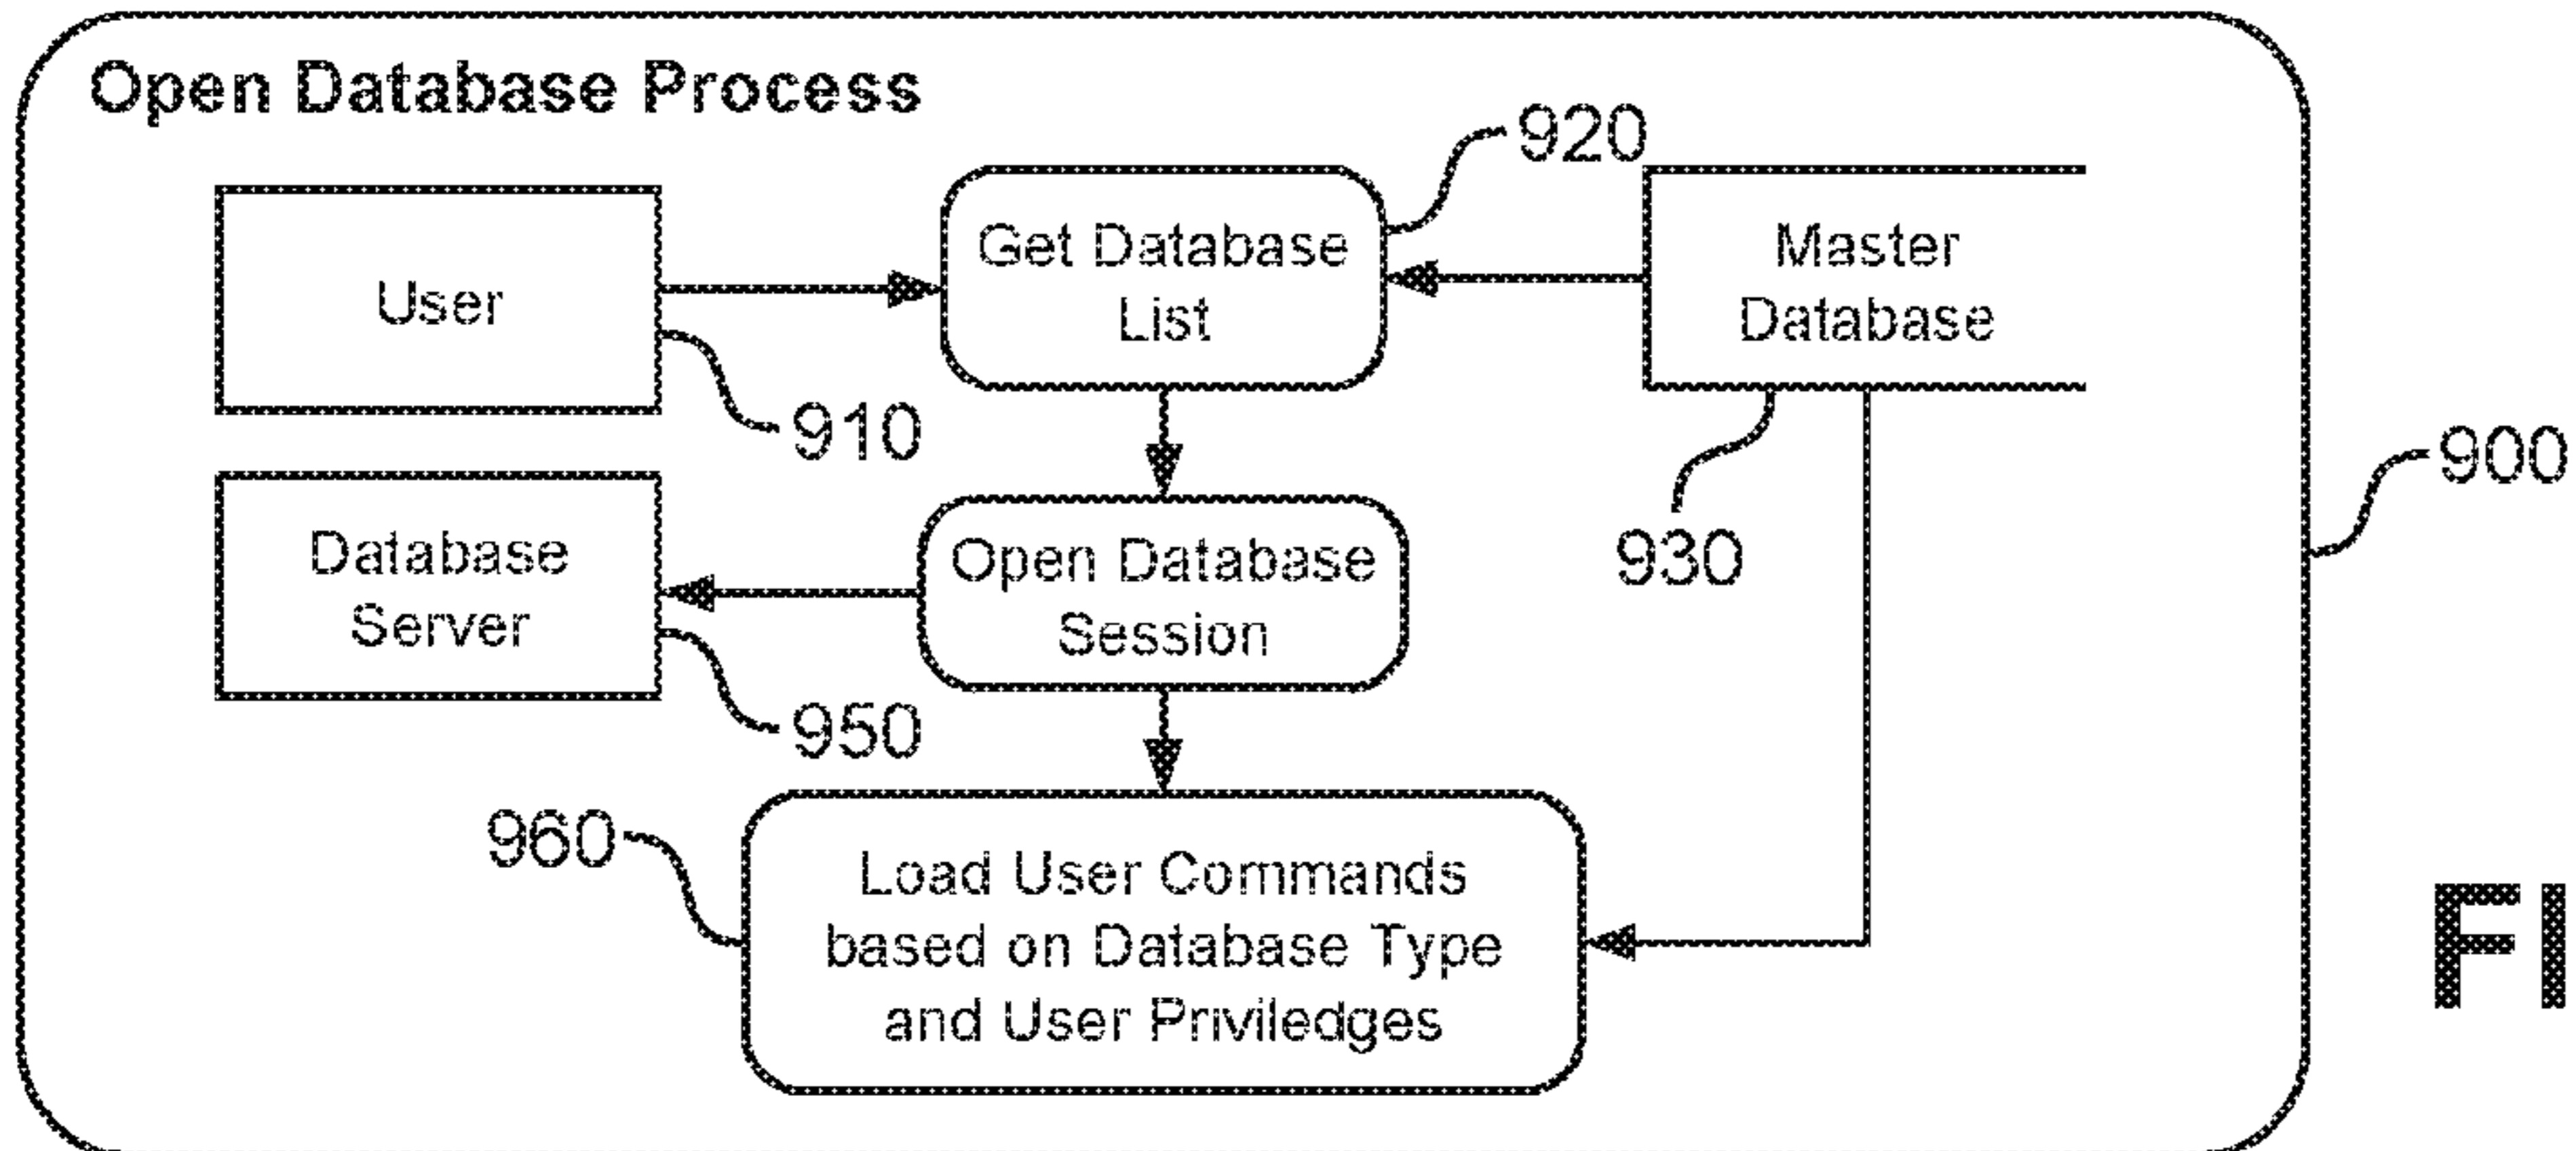 Open Database Process
920
User
Get Database
List
Master
Database
910
900
Database
Server
Open Database
Session
930
950
960
Load User Commands
based on Database Type
and User Priviledges
FI